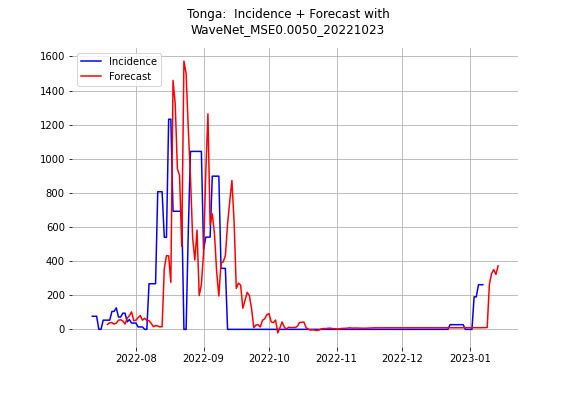 Tonga:  Incidence + Forecast with
WaveNet_MSE0.0050_20221023
Incidence
Forecast
1600
1400
1200
1000
800
600
400
200
0
2022-08 2022-09 2022-10 2022-11 2022-12 2023-01